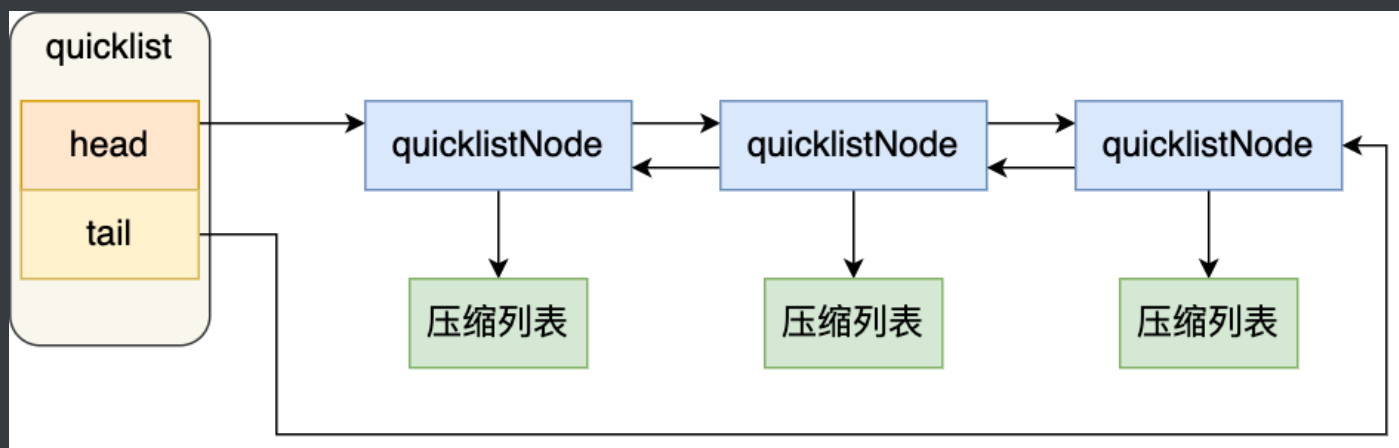 quicklist
head
tail
quicklistNode
quicklistNode
quicklistNode
压缩列表
压缩列表
压缩列表